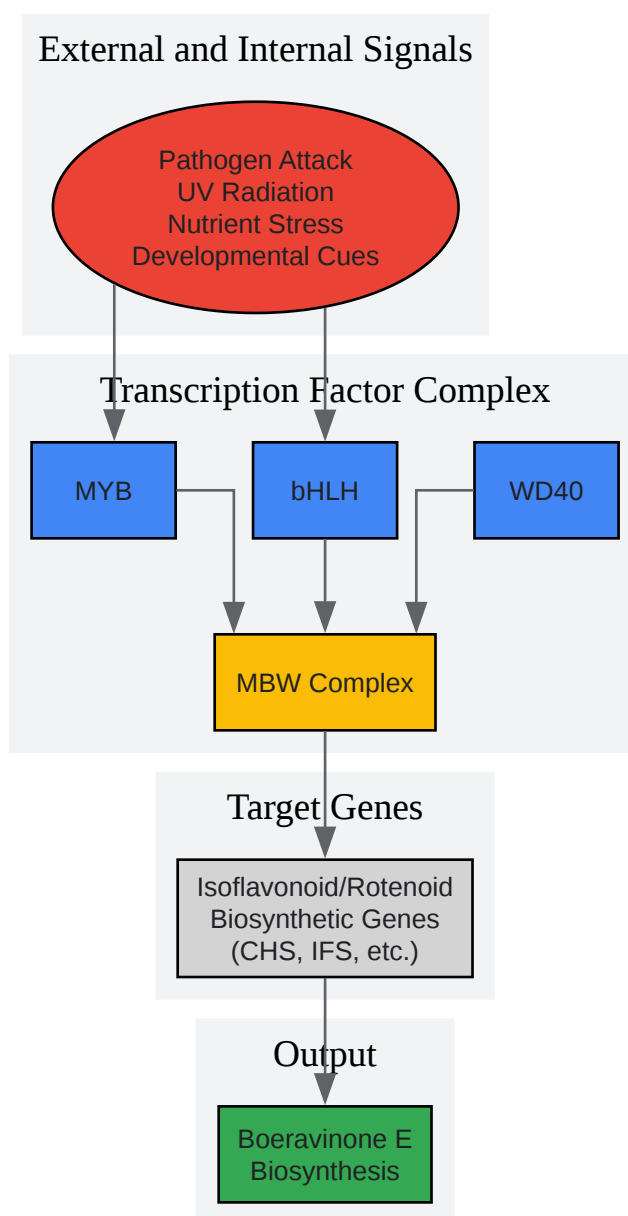 External and Internal Signals
Pathogen Attack
UV Radiation
Nutrient Stress
Developmental Cues
Transcription Factor Complex
MYB
bHLH
WD40
MBW Complex
Target Genes
Isoflavonoid/Rotenoid
Biosynthetic Genes
(CHS, IFS, etc.)
Output
Boeravinone E
Biosynthesis